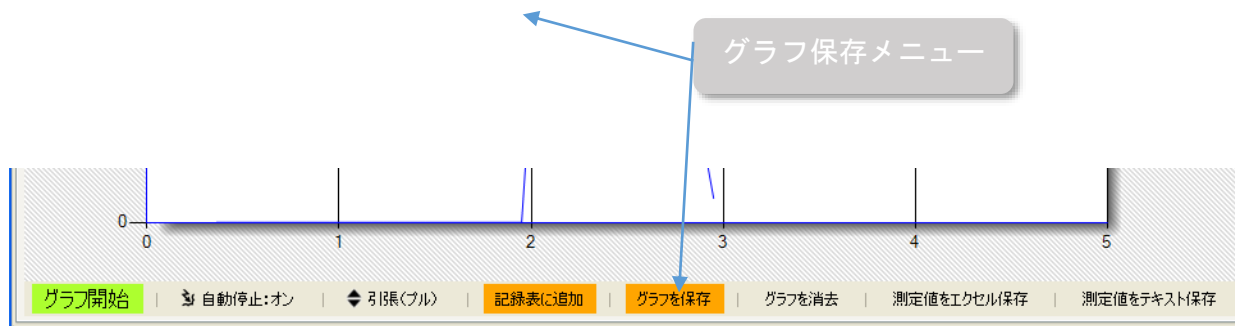 グラフ保存メニュー
0
0 1 2 3 4 5
グラフ開始 | 自動停止:オン | 引張(プル) | 記録表に追加 | グラフを保存 | グラフを消去 | 測定値をエクセル保存 | 測定値をテキスト保存